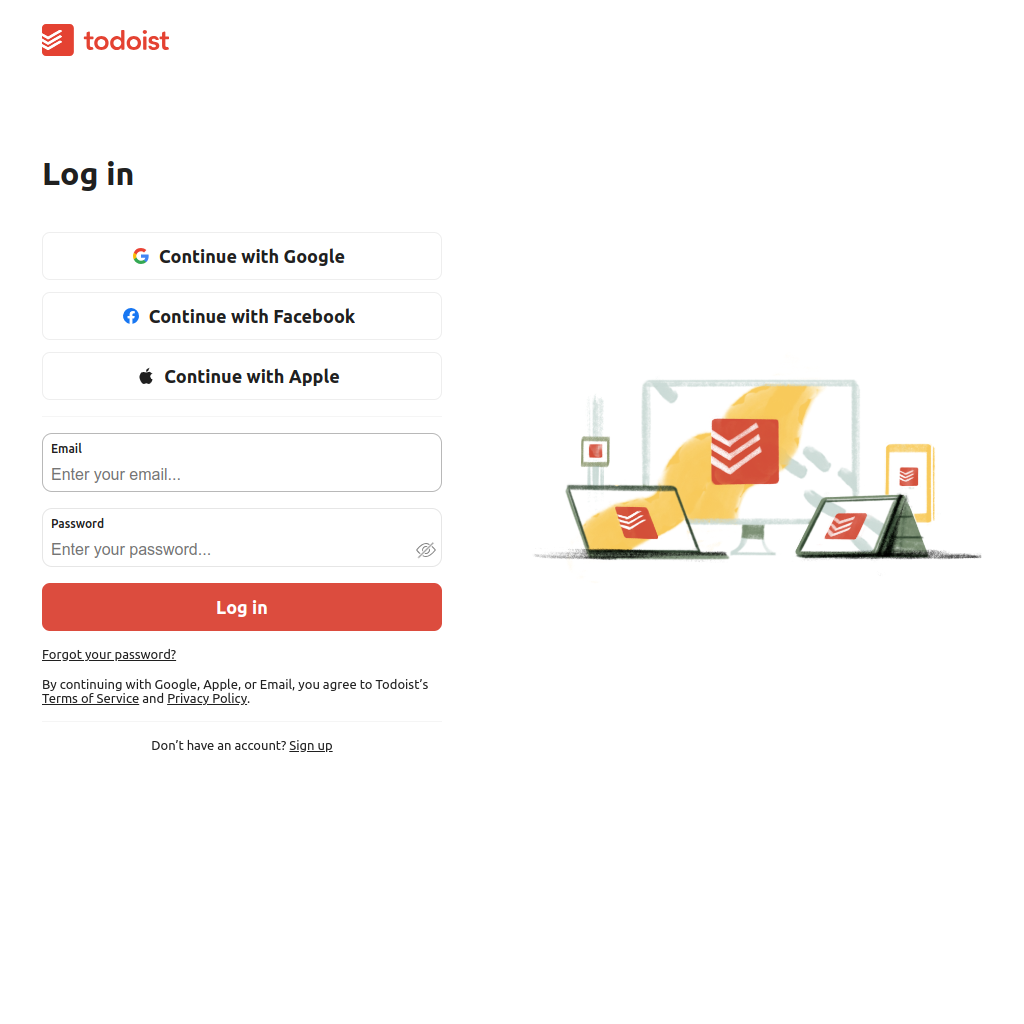 todoist
Log in
Continue with Google
Continue with Facebook
Continue with Apple
Email
Enter your email...
Password
Enter your password...
Log in
Forgot your password?
By continuing with Google, Apple, or Email, you agree to Todoist’s
Terms of Service and Privacy Policy.
Don’t have an account? Sign up